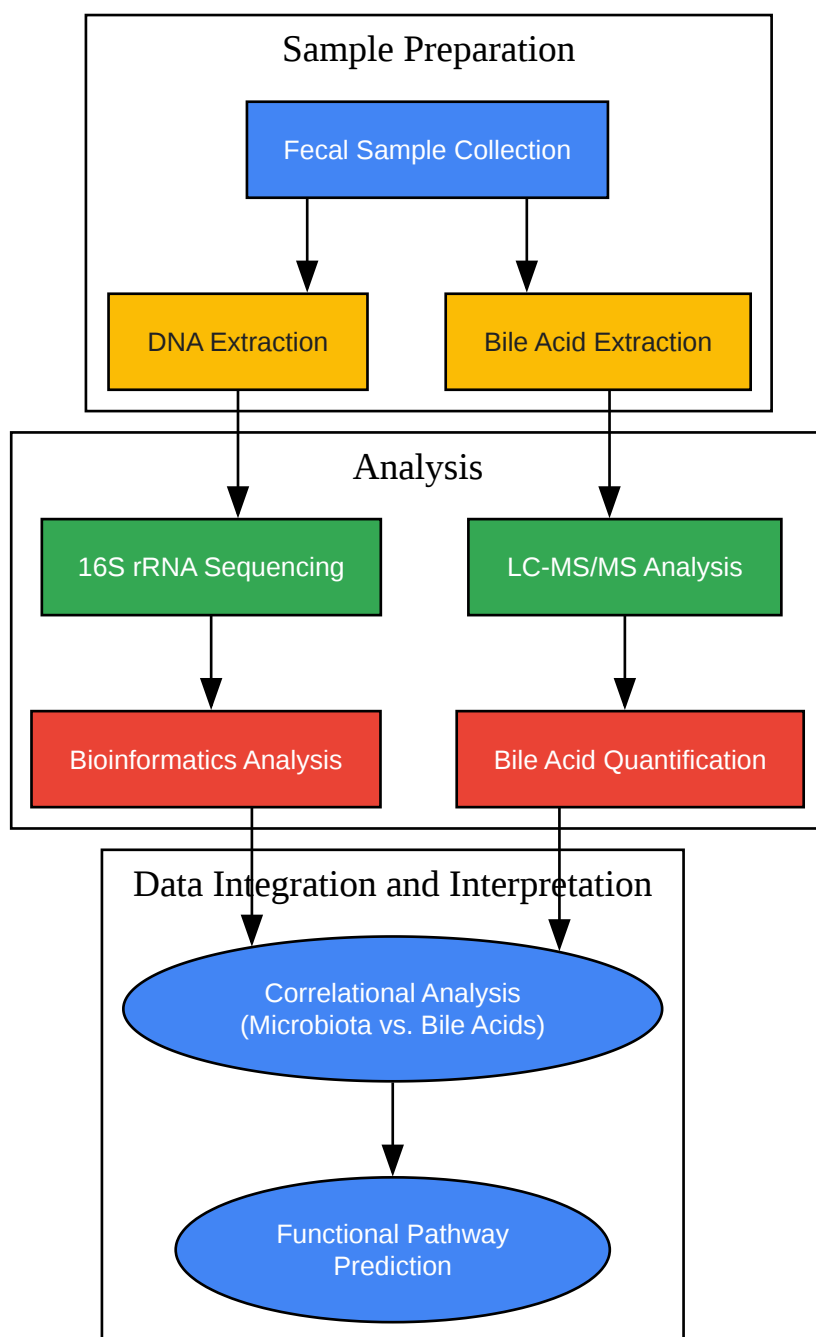 Sample Preparation
Fecal Sample Collection
DNA Extraction
Bile Acid Extraction
Analysis
16S rRNA Sequencing
LC-MS/MS Analysis
Bioinformatics Analysis
Bile Acid Quantification
Data Integration and Interpretation
Correlational Analysis
(Microbiota vs. Bile Acids)
Functional Pathway
Prediction